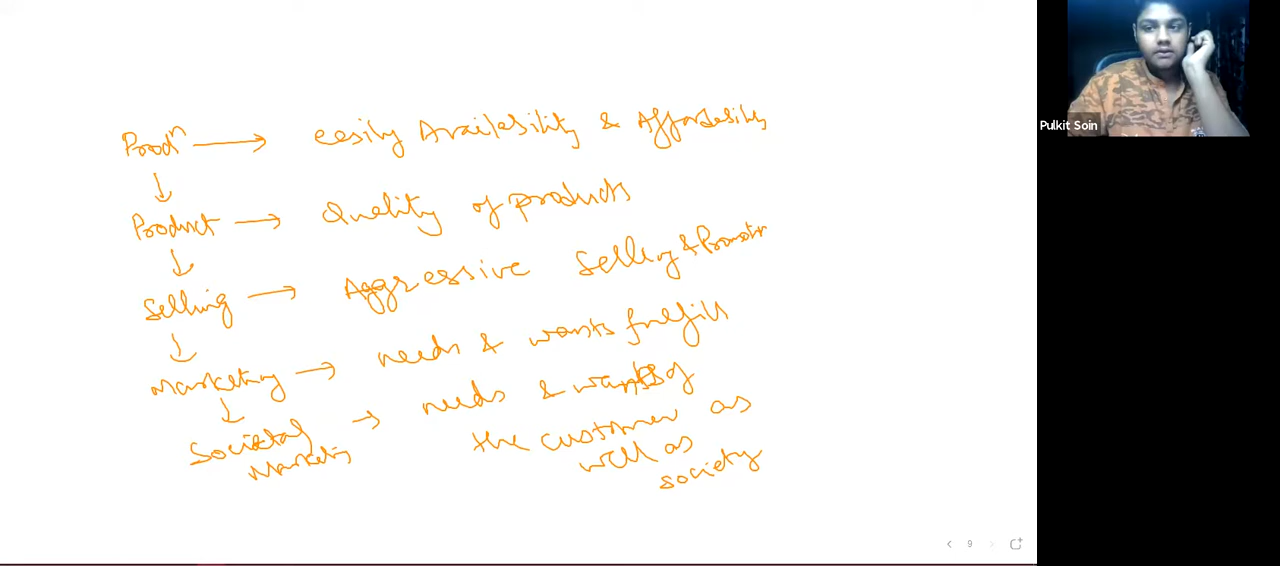 Prodn → easily Availability & Affordability
Pulkit Soin
↓
Product → Quality of products
↓
Selling → Aggressive Selling & Promotn
↓
Marketing → needs & wants fulfill
↓
Societal Marketing → needs & wants of
the customer as
well as
society
9